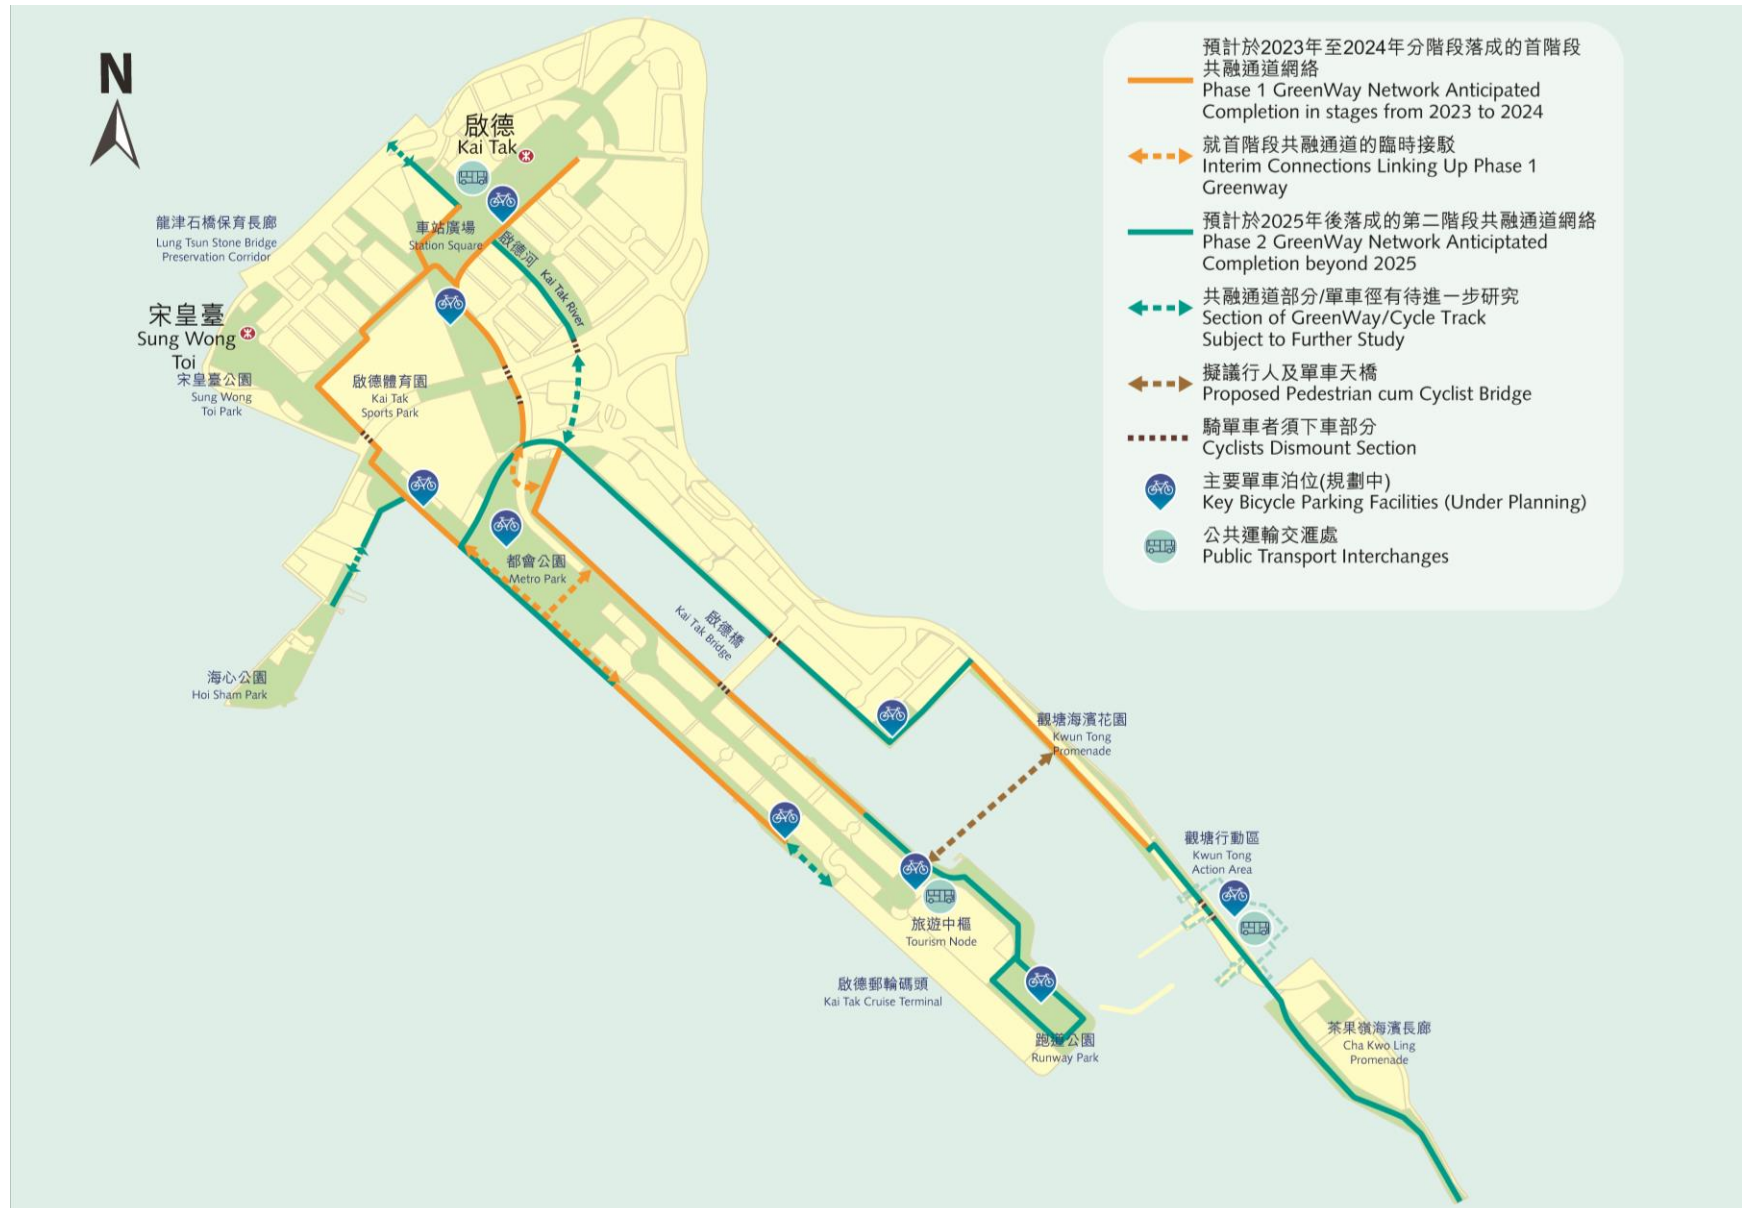 N
啟德
Kai Tak
龍津石橋保育長廊
Lung Tsun Stone Bridge
Preservation Corridor
車站廣場
Station Square
啟德河 Kai Tak River
宋皇臺
Sung Wong
Toi
宋皇臺公園
Sung Wong
Toi Park
啟德體育園
Kai Tak
Sports Park
都會公園
Metro Park
啟德橋
Kai Tak Bridge
海心公園
Hoi Sham Park
觀塘海濱花園
Kwun Tong
Promenade
觀塘行動區
Kwun Tong
Action Area
旅遊中樞
Tourism Node
啟德郵輪碼頭
Kai Tak Cruise Terminal
跑道公園
Runway Park
茶果嶺海濱長廊
Cha Kwo Ling
Promenade
預計於2023年至2024年分階段落成的首階段
共融通道網絡
Phase 1 GreenWay Network Anticipated
Completion in stages from 2023 to 2024
就首階段共融通道的臨時接駁
Interim Connections Linking Up Phase 1
Greenway
預計於2025年後落成的第二階段共融通道網絡
Phase 2 GreenWay Network Anticiptated
Completion beyond 2025
共融通道部分/單車徑有待進一步研究
Section of GreenWay/Cycle Track
Subject to Further Study
擬議行人及單車天橋
Proposed Pedestrian cum Cyclist Bridge
騎單車者須下車部分
Cyclists Dismount Section
主要單車泊位(規劃中)
Key Bicycle Parking Facilities (Under Planning)
公共運輸交滙處
Public Transport Interchanges